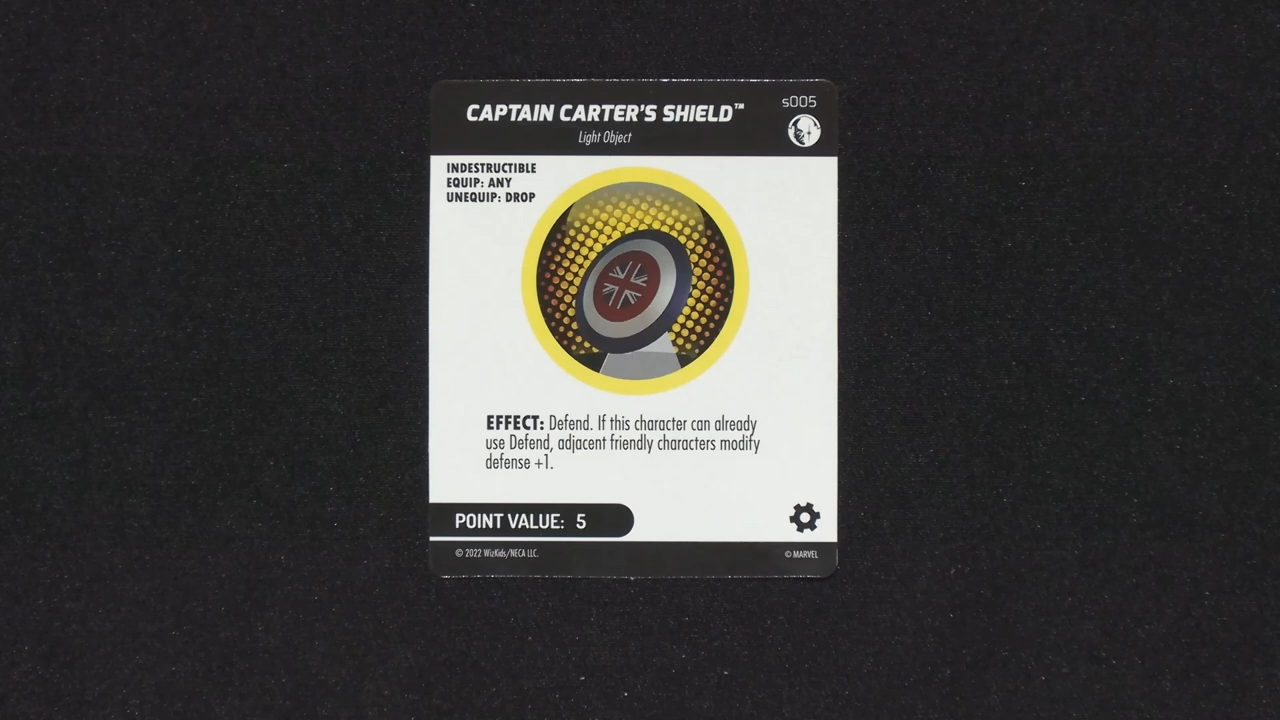 CAPTAIN CARTER'S SHIELD™
s005
Light Object
INDESTRUCTIBLE
EQUIP: ANY
UNEQUIP: DROP
EFFECT: Defend. If this character can already
use Defend, adjacent friendly characters modify
defense +1.
POINT VALUE: 5
© 2022 WizKids/NECA LLC.
© MARVEL